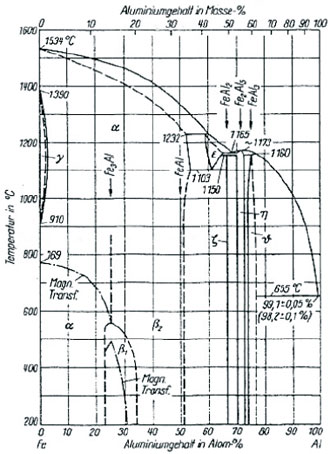 Aluminiumgehalt in Masse-%
0 10 20 30 40 50 60 70 80 90 100
1600
1534 °C
1400
1390
1200
1000
800
600
400
200
Temperatur in °C
α
γ
Fe₃Al
FeAl
FeAl₂
Fe₂Al₅
FeAl₃
1232
1165
1173
1160
ε
1150
1103
910
η
ζ
ϑ
769
Magn. Transf.
655 °C
99,1±0,05 %
(98,2±0,1%)
α
β₂
β₁
Magn. Transf.
0 10 20 30 40 50 60 70 80 90 100
Fe
Aluminiumgehalt in Atom-%
Al